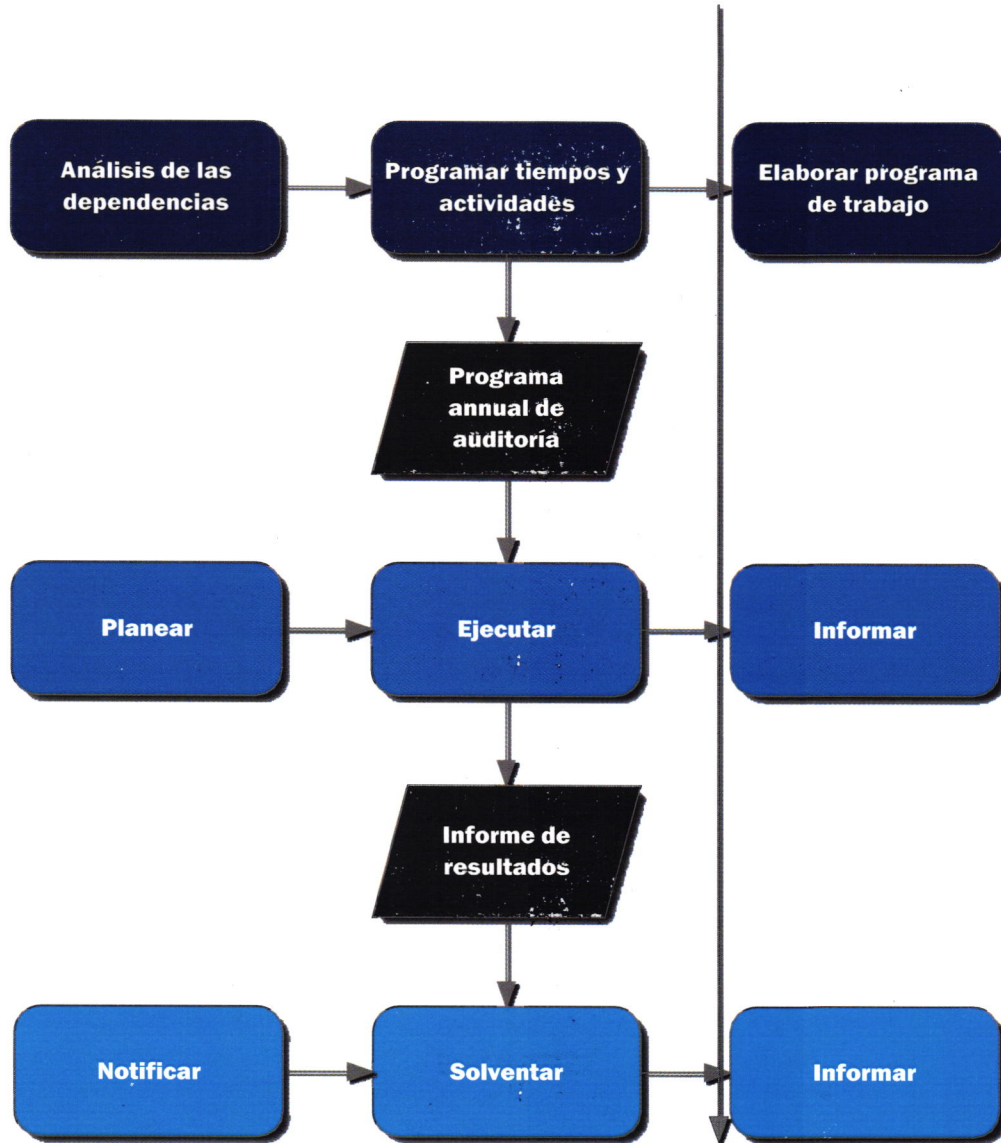 Análisis de las
dependencias
Programar tiempos y
actividades
Elaborar programa
de trabajo
Programa
annual de
auditoría
Planear
Ejecutar
Informar
Informe de
resultados
Notificar
Solventar
Informar